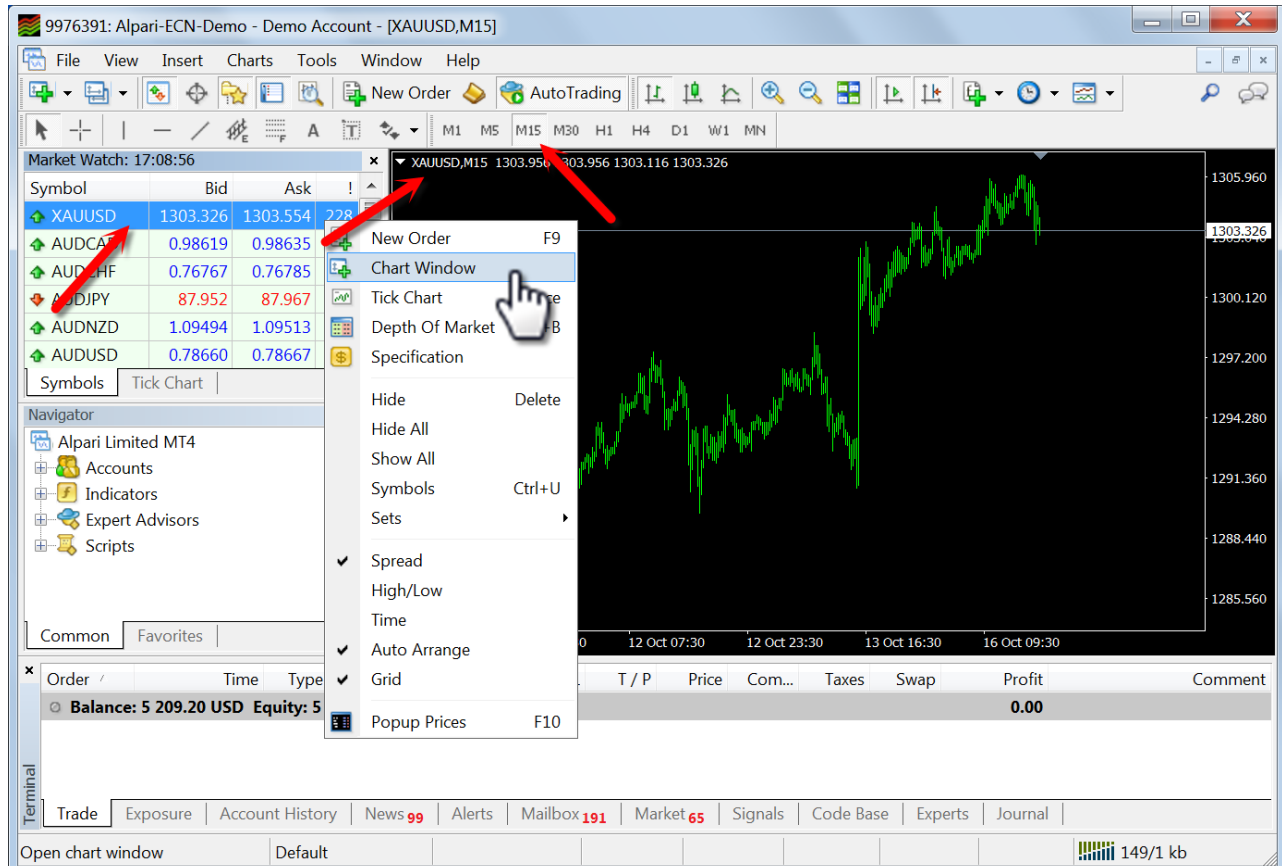 9976391: Alpari-ECN-Demo - Demo Account - [XAUUSD,M15]
File View Insert Charts Tools Window Help
New Order AutoTrading
A T M1 M5 M15 M30 H1 H4 D1 W1 MN
Market Watch: 17:08:56
Symbol Bid Ask !
XAUUSD 1303.326 1303.554 228
AUDCAD 0.98619 0.98635
AUDCHF 0.76767 0.76785
AUDJPY 87.952 87.967
AUDNZD 1.09494 1.09513
AUDUSD 0.78660 0.78667
Symbols Tick Chart
Navigator
Alpari Limited MT4
Accounts
Indicators
Expert Advisors
Scripts
Common Favorites
New Order F9
Chart Window
Tick Chart
Depth Of Market
Specification
Hide Delete
Hide All
Show All
Symbols Ctrl+U
Sets
Spread
High/Low
Time
Auto Arrange
Grid
Popup Prices F10
XAUUSD,M15 1303.956 1303.956 1303.116 1303.326
1305.960
1303.326
1300.120
1297.200
1294.280
1291.360
1288.440
1285.560
12 Oct 07:30 12 Oct 23:30 13 Oct 16:30 16 Oct 09:30
Order / Time Type T / P Price Com... Taxes Swap Profit Comment
Balance: 5 209.20 USD Equity: 5 0.00
Terminal
Trade Exposure Account History News 99 Alerts Mailbox 191 Market 65 Signals Code Base Experts Journal
Open chart window Default 149/1 kb